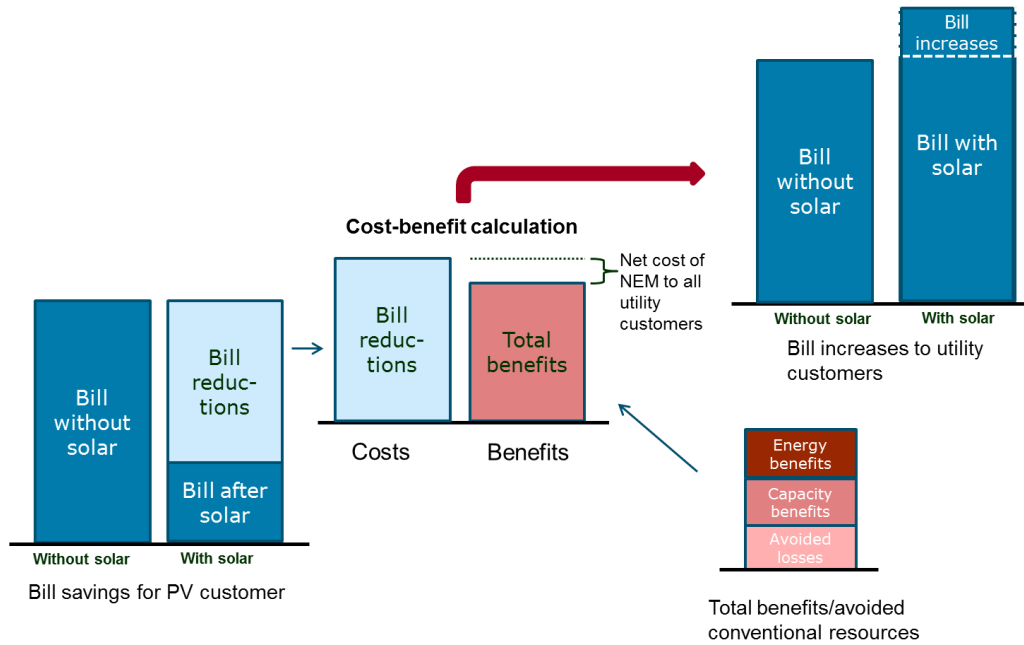 Bill
without
solar
Bill
reduc-
tions
Bill after
solar
Without solar
With solar
Bill savings for PV customer
Cost-benefit calculation
Bill
reduc-
tions
Total
benefits
Net cost of
NEM to all
utility
customers
Costs
Benefits
Bill
without
solar
Bill
increases
Bill with
solar
Without solar
With solar
Bill increases to utility
customers
Energy
benefits
Capacity
benefits
Avoided
losses
Total benefits/avoided
conventional resources